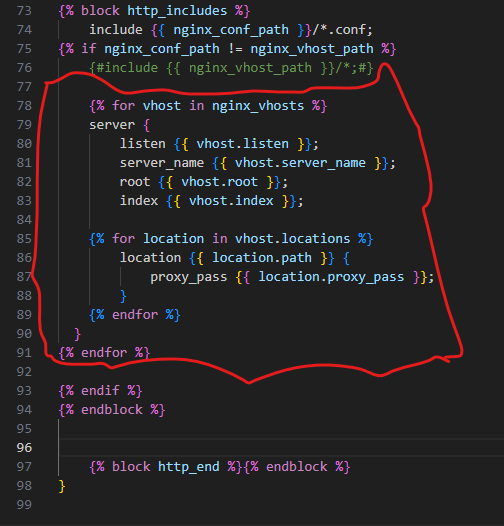 73 {% block http_includes %}
74     include {{ nginx_conf_path }}/*.conf;
75 {% if nginx_conf_path != nginx_vhost_path %}
76     {#include {{ nginx_vhost_path }}/*;#}
77
78     {% for vhost in nginx_vhosts %}
79     server {
80         listen {{ vhost.listen }};
81         server_name {{ vhost.server_name }};
82         root {{ vhost.root }};
83         index {{ vhost.index }};
84
85     {% for location in vhost.locations %}
86         location {{ location.path }} {
87             proxy_pass {{ location.proxy_pass }};
88         }
89     {% endfor %}
90   }
91 {% endfor %}
92
93 {% endif %}
94 {% endblock %}
95
96
97     {% block http_end %}{% endblock %}
98 }
99